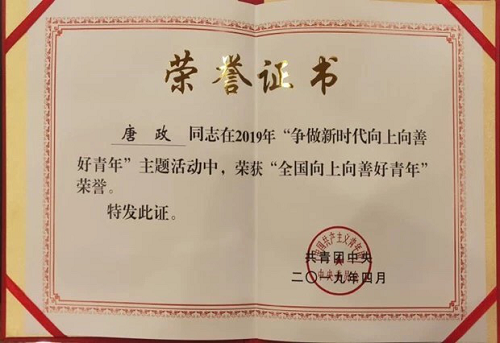 荣誉证书
唐政 同志在2019年“争做新时代向上向善
好青年”主题活动中，荣获“全国向上向善好青年”
荣誉。
特发此证。
共青团中央
二〇一九年四月